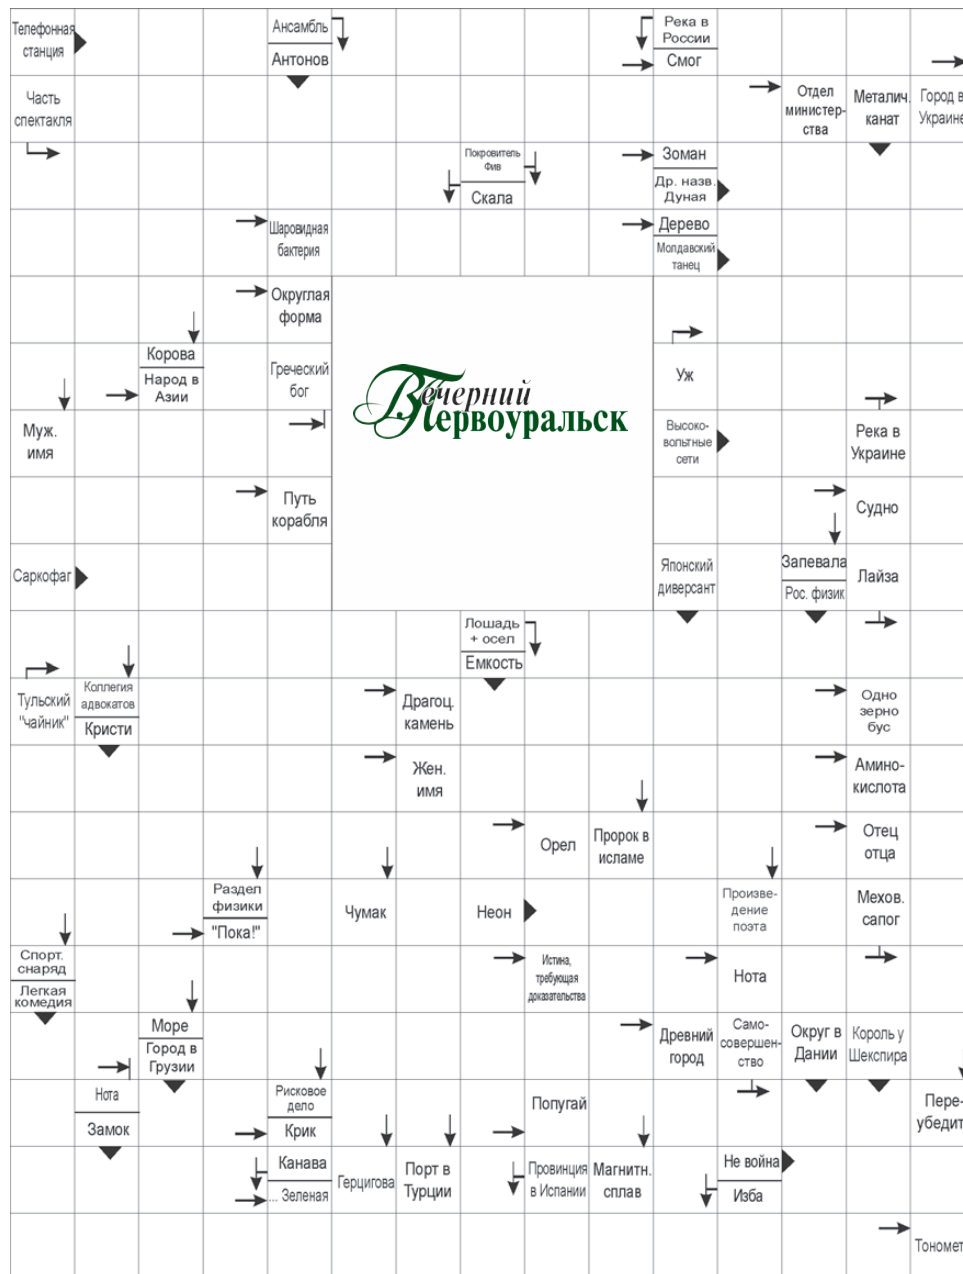 Телефонная
станция
Ансамбль
Антонов
Река в
России
Смог
Часть
спектакля
Отдел
министер-
ства
Металич.
канат
Город в
Украине
Покровитель
Фив
Скала
Зоман
Др. назв.
Дуная
Шаровидная
бактерия
Дерево
Молдавский
танец
Округлая
форма
Корова
Народ в
Азии
Греческий
бог
Вечерний
Первоуральск
Уж
Муж.
имя
Высоко-
вольтные
сети
Река в
Украине
Путь
корабля
Судно
Саркофаг
Японский
диверсант
Запевала
Рос. физик
Лайза
Лошадь
+ осел
Емкость
Тульский
"чайник"
Коллегия
адвокатов
Кристи
Драгоц.
камень
Одно
зерно
бус
Жен.
имя
Амино-
кислота
Орел
Пророк в
исламе
Отец
отца
Раздел
физики
"Пока!"
Чумак
Неон
Произве-
дение
поэта
Мехов.
сапог
Спорт.
снаряд
Легкая
комедия
Истина,
требующая
доказательства
Нота
Море
Город в
Грузии
Древний
город
Само-
совершен-
ство
Округ в
Дании
Король у
Шекспира
Нота
Замок
Рисковое
дело
Крик
Попугай
Пере-
убедит
Канава
... Зеленая
Герцигова
Порт в
Турции
Провинция
в Испании
Магнитн.
сплав
Не война
Изба
Тономет